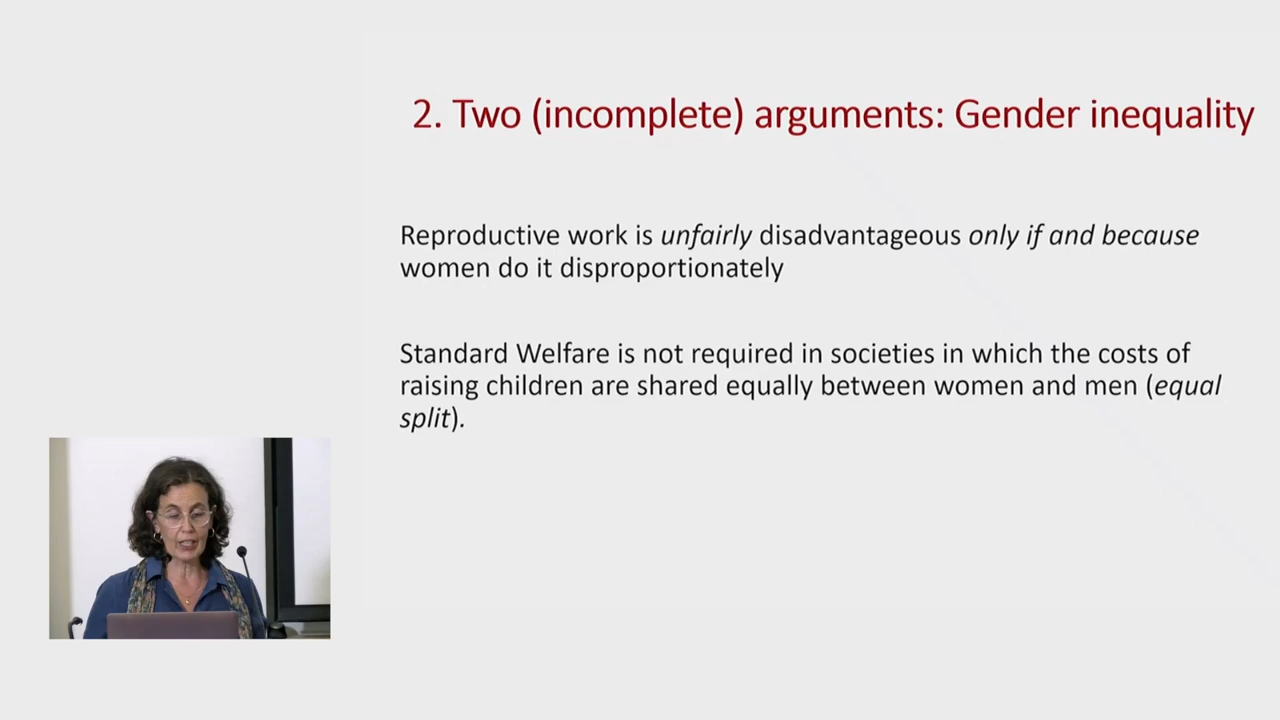 2. Two (incomplete) arguments: Gender inequality
Reproductive work is unfairly disadvantageous only if and because
women do it disproportionately
Standard Welfare is not required in societies in which the costs of
raising children are shared equally between women and men (equal
split).